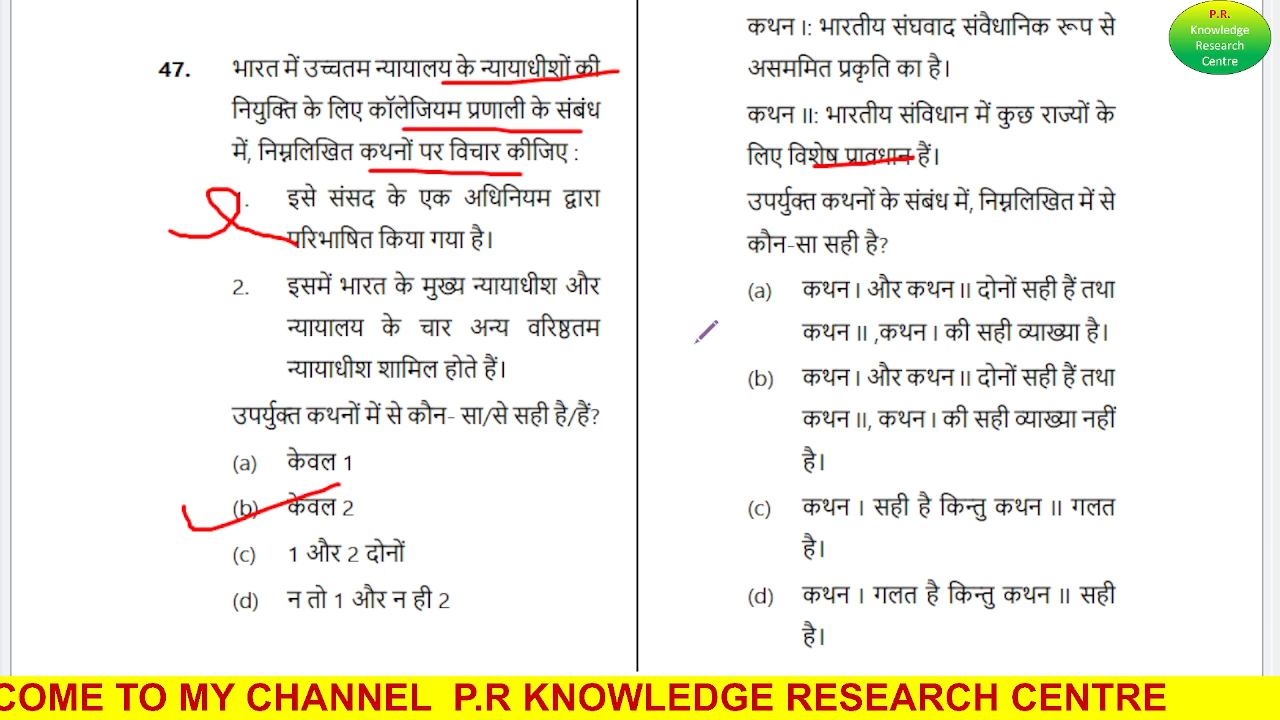 47. भारत में उच्चतम न्यायालय के न्यायाधीशों की
नियुक्ति के लिए कॉलेजियम प्रणाली के संबंध
में, निम्नलिखित कथनों पर विचार कीजिए :
1. इसे संसद के एक अधिनियम द्वारा
परिभाषित किया गया है।
2. इसमें भारत के मुख्य न्यायाधीश और
न्यायालय के चार अन्य वरिष्ठतम
न्यायाधीश शामिल होते हैं।
उपर्युक्त कथनों में से कौन- सा/से सही है/हैं?
(a) केवल 1
(b) केवल 2
(c) 1 और 2 दोनों
(d) न तो 1 और न ही 2
कथन I: भारतीय संघवाद संवैधानिक रूप से
असममित प्रकृति का है।
कथन II: भारतीय संविधान में कुछ राज्यों के
लिए विशेष प्रावधान हैं।
उपर्युक्त कथनों के संबंध में, निम्नलिखित में से
कौन-सा सही है?
(a) कथन I और कथन II दोनों सही हैं तथा
कथन II ,कथन I की सही व्याख्या है।
(b) कथन I और कथन II दोनों सही हैं तथा
कथन II, कथन I की सही व्याख्या नहीं
है।
(c) कथन I सही है किन्तु कथन II गलत
है।
(d) कथन I गलत है किन्तु कथन II सही
है।
P.R.
Knowledge
Research
Centre
COME TO MY CHANNEL P.R KNOWLEDGE RESEARCH CENTRE